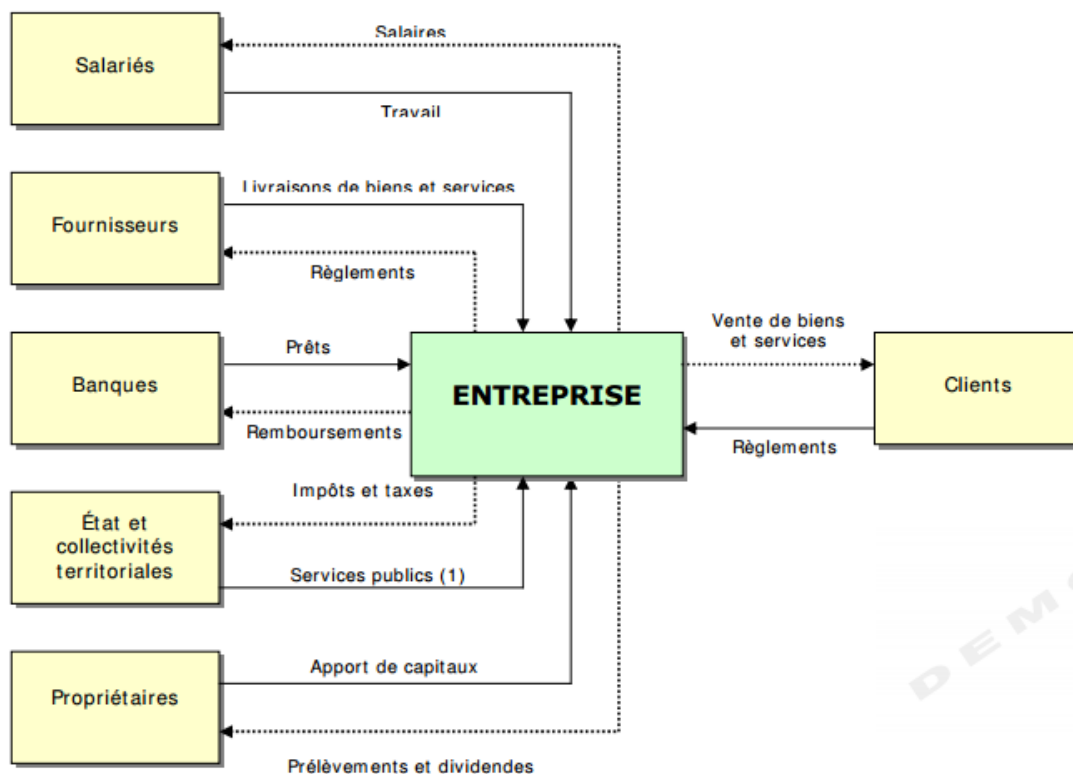 Salaires
Salariés
Travail
Livraisons de biens et services
Fournisseurs
Règlements
Vente de biens
et services
Prêts
Banques
ENTREPRISE
Clients
Remboursements
Règlements
Impôts et taxes
État et
collectivités
territoriales
Services publics (1)
Apport de capitaux
Propriétaires
Prélèvements et dividendes